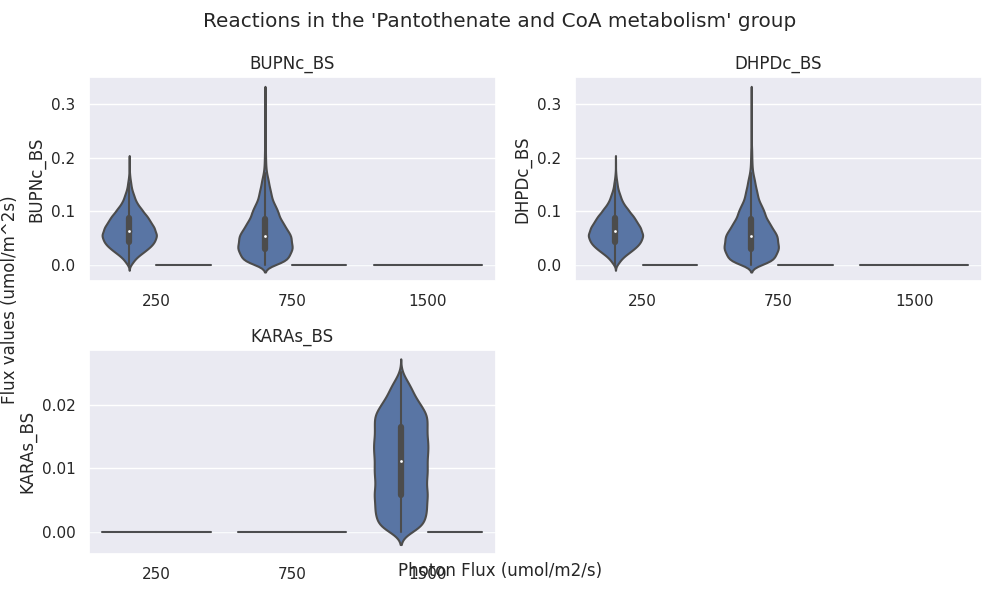 Reactions in the 'Pantothenate and CoA metabolism' group
BUPNc_BS
DHPDc_BS
BUPNc_BS
0.3
0.2
0.1
0.0
250 750 1500
DHPDc_BS
0.3
0.2
0.1
0.0
250 750 1500
Flux values (umol/m^2s)
KARAs_BS
KARAs_BS
0.02
0.01
0.00
250 750 1500
Photon Flux (umol/m2/s)